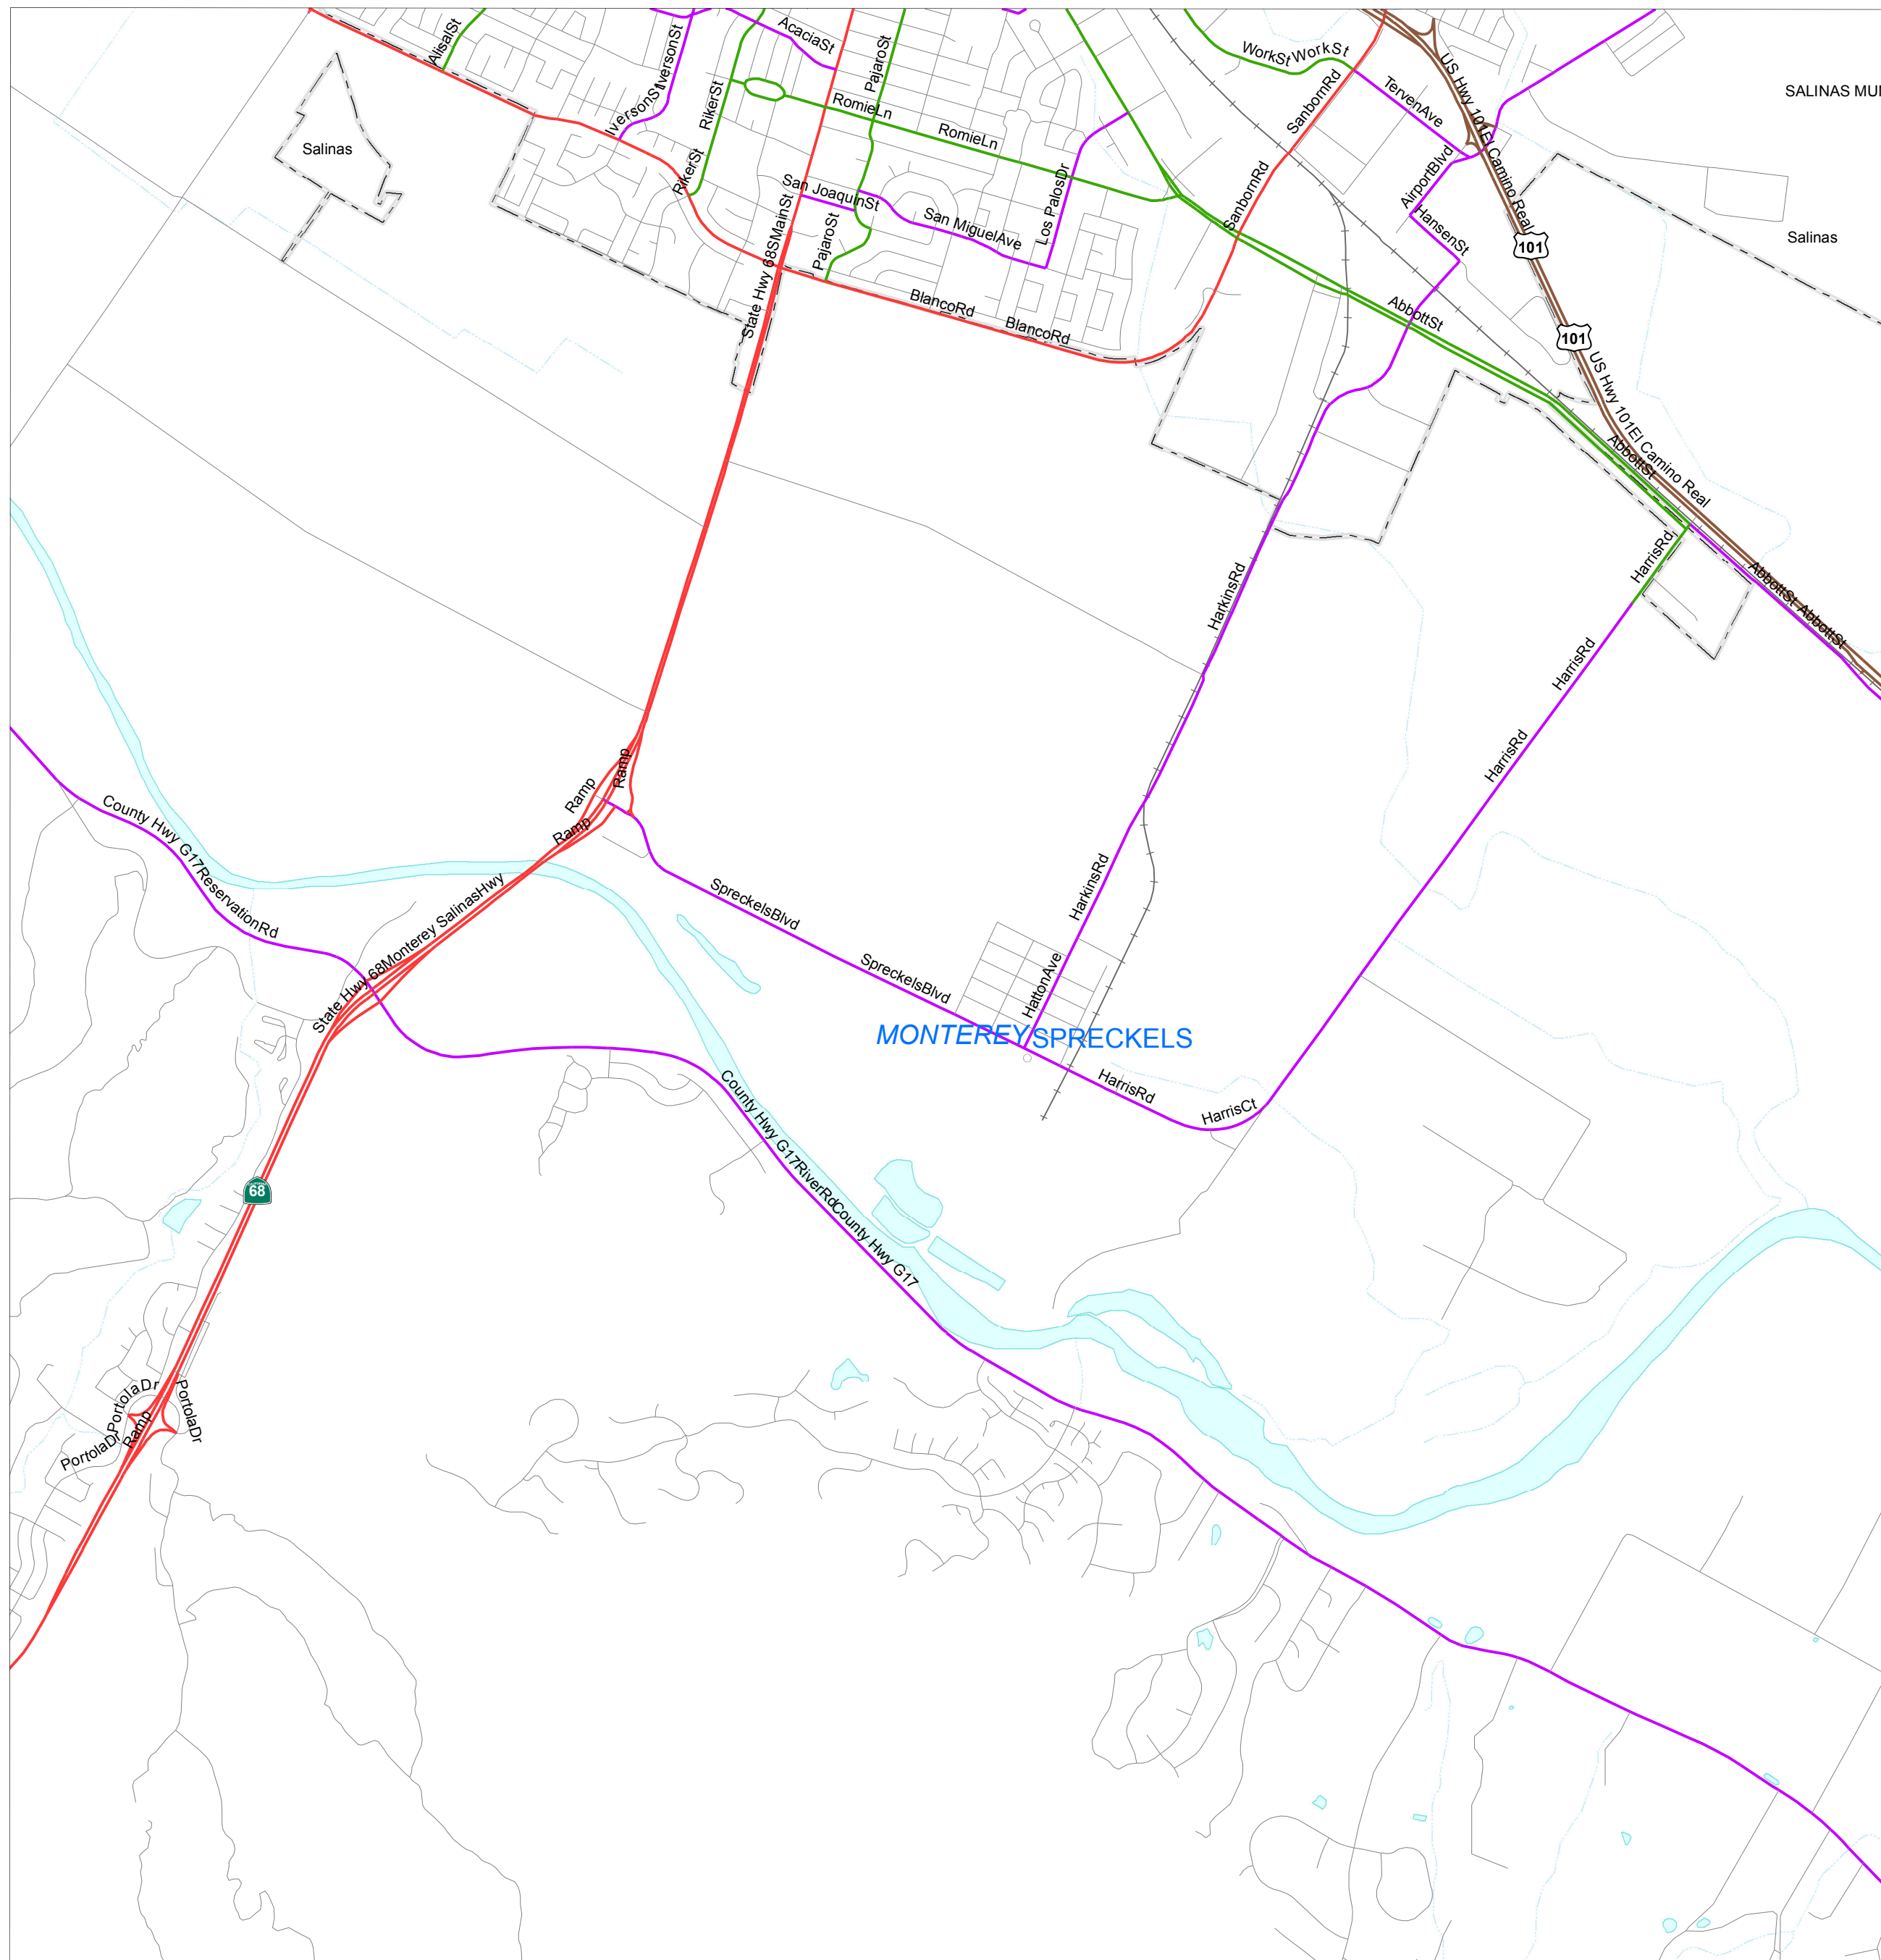 AlisalSt
IversonSt
IversonSt
AcaciaSt
PajaroSt
RikerSt
RikerSt
RomieLn
RomieLn
WorkSt
WorkSt
SanbornRd
SanbornRd
TervenAve
US Hwy 101El Camino Real
SALINAS MUI
Salinas
AirportBlvd
HansenSt
Los PalosDr
San JoaquinSt
San MiguelAve
PajaroSt
State Hwy 68SMainSt
101
Salinas
BlancoRd
BlancoRd
AbbottSt
101
US Hwy 101El Camino Real
AbbottSt
HarrisRd
AbbottSt
AbbottSt
HarkinsRd
HarrisRd
HarrisRd
Ramp
Ramp
Ramp
County Hwy G17ReservationRd
SpreckelsBlvd
SpreckelsBlvd
HarkinsRd
State Hwy 68Monterey SalinasHwy
HattonAve
MONTEREY
SPRECKELS
HarrisRd
HarrisCt
County Hwy G17RiverRd
County Hwy G17
68
PortolaDr
PortolaDr
PortolaDr
Ramp